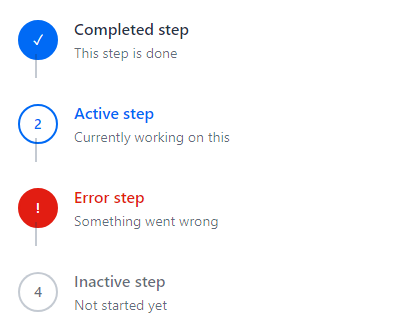 ✓
Completed step
This step is done
2
Active step
Currently working on this
!
Error step
Something went wrong
4
Inactive step
Not started yet